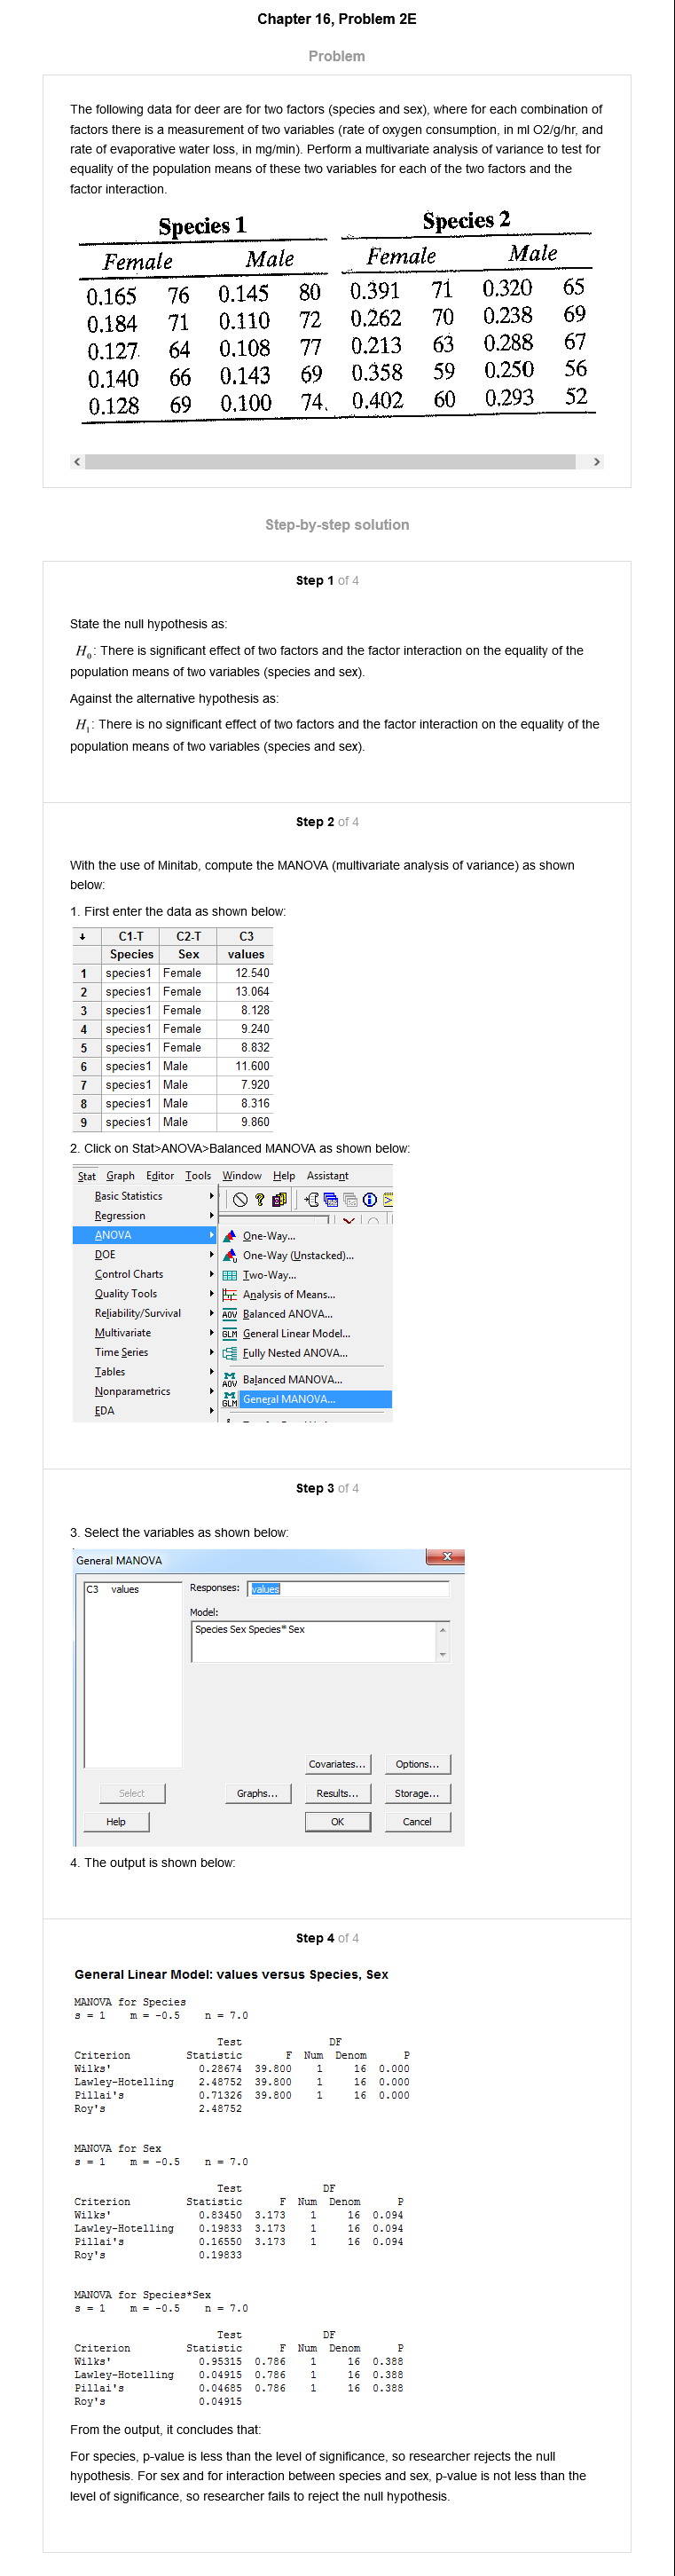 Chapter 16, Problem 2E
Problem
The following data for deer are for two factors (species and sex), where for each combination of
factors there is a measurement of two variables (rate of oxygen consumption, in ml O2/g/hr, and
rate of evaporative water loss, in mg/min). Perform a multivariate analysis of variance to test for
equality of the population means of these two variables for each of the two factors and the
factor interaction.
Species 1 Species 2
Female Male Female Male
0.165 76 0.145 80 0.391 71 0.320 65
0.184 71 0.110 72 0.262 70 0.238 69
0.127 64 0.108 77 0.213 63 0.288 67
0.140 66 0.143 69 0.358 59 0.250 56
0.128 69 0.100 74 0.402 60 0.293 52
Step-by-step solution
Step 1 of 4
State the null hypothesis as:
H₀: There is significant effect of two factors and the factor interaction on the equality of the
population means of two variables (species and sex).
Against the alternative hypothesis as:
H₁: There is no significant effect of two factors and the factor interaction on the equality of the
population means of two variables (species and sex).
Step 2 of 4
With the use of Minitab, compute the MANOVA (multivariate analysis of variance) as shown
below:
1. First enter the data as shown below:
↓ C1-T C2-T C3
Species Sex values
1 species1 Female 12.540
2 species1 Female 13.064
3 species1 Female 8.128
4 species1 Female 9.240
5 species1 Female 8.832
6 species1 Male 11.600
7 species1 Male 7.920
8 species1 Male 8.316
9 species1 Male 9.860
2. Click on Stat>ANOVA>Balanced MANOVA as shown below:
Stat Graph Editor Tools Window Help Assistant
Basic Statistics
Regression
ANOVA One-Way...
DOE One-Way (Unstacked)...
Control Charts Two-Way...
Quality Tools Analysis of Means...
Reliability/Survival AOV Balanced ANOVA...
Multivariate GLM General Linear Model...
Time Series Fully Nested ANOVA...
Tables
Nonparametrics M AOV Balanced MANOVA...
EDA M GLM General MANOVA...
Step 3 of 4
3. Select the variables as shown below:
General MANOVA X
C3 values Responses: values
Model:
Species Sex Species* Sex
Covariates... Options...
Select Graphs... Results... Storage...
Help OK Cancel
4. The output is shown below:
Step 4 of 4
General Linear Model: values versus Species, Sex
MANOVA for Species
s = 1 m = -0.5 n = 7.0
Test DF
Criterion Statistic F Num Denom P
Wilks' 0.28674 39.800 1 16 0.000
Lawley-Hotelling 2.48752 39.800 1 16 0.000
Pillai's 0.71326 39.800 1 16 0.000
Roy's 2.48752
MANOVA for Sex
s = 1 m = -0.5 n = 7.0
Test DF
Criterion Statistic F Num Denom P
Wilks' 0.83450 3.173 1 16 0.094
Lawley-Hotelling 0.19833 3.173 1 16 0.094
Pillai's 0.16550 3.173 1 16 0.094
Roy's 0.19833
MANOVA for Species*Sex
s = 1 m = -0.5 n = 7.0
Test DF
Criterion Statistic F Num Denom P
Wilks' 0.95315 0.786 1 16 0.388
Lawley-Hotelling 0.04915 0.786 1 16 0.388
Pillai's 0.04685 0.786 1 16 0.388
Roy's 0.04915
From the output, it concludes that:
For species, p-value is less than the level of significance, so researcher rejects the null
hypothesis. For sex and for interaction between species and sex, p-value is not less than the
level of significance, so researcher fails to reject the null hypothesis.